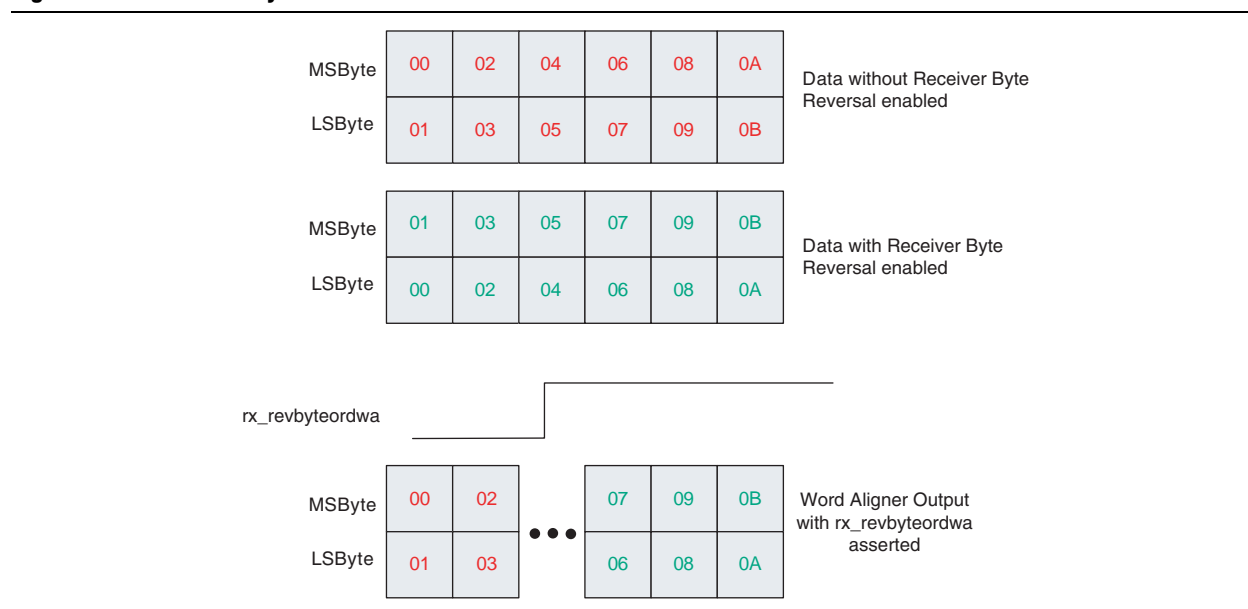 MSByte 00 02 04 06 08 0A
LSByte 01 03 05 07 09 0B
Data without Receiver Byte
Reversal enabled
MSByte 01 03 05 07 09 0B
LSByte 00 02 04 06 08 0A
Data with Receiver Byte
Reversal enabled
rx_revbyteordwa
MSByte 00 02 07 09 0B
LSByte 01 03 06 08 0A
Word Aligner Output
with rx_revbyteordwa
asserted